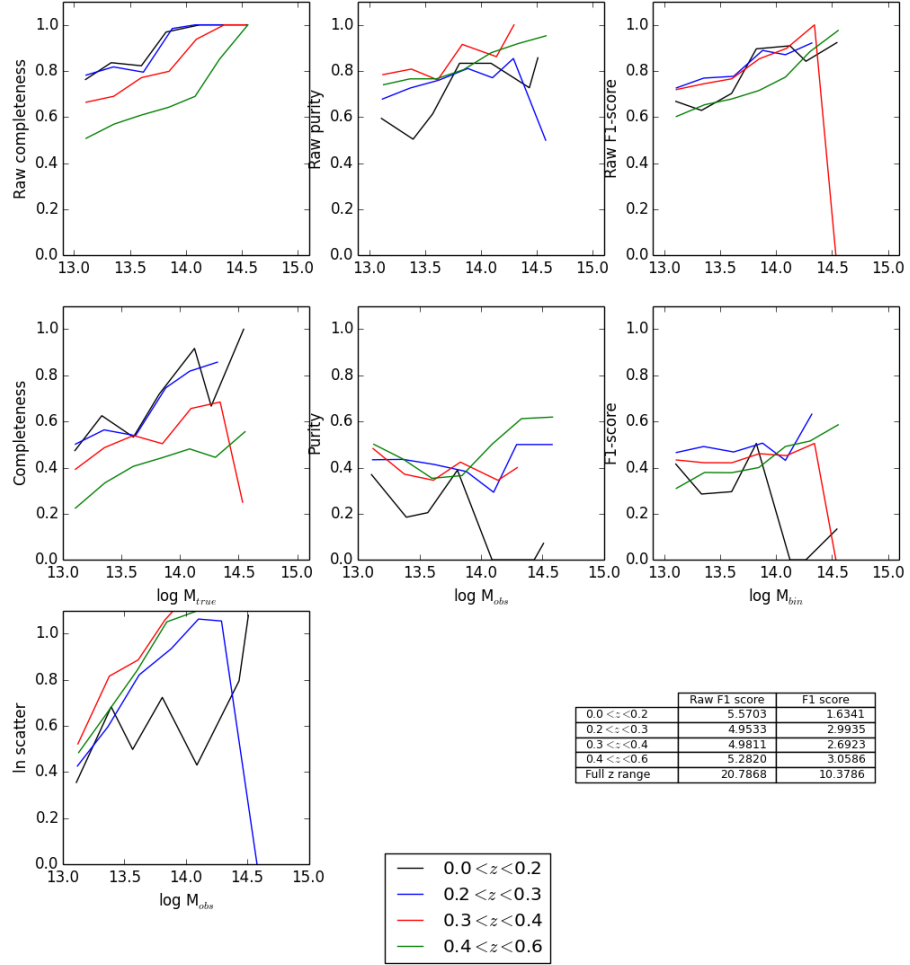 Raw completeness
1.0
0.8
0.6
0.4
0.2
0.0
13.0 13.5 14.0 14.5 15.0
Raw purity
1.0
0.8
0.6
0.4
0.2
0.0
13.0 13.5 14.0 14.5 15.0
Raw F1-score
1.0
0.8
0.6
0.4
0.2
0.0
13.0 13.5 14.0 14.5 15.0
Completeness
1.0
0.8
0.6
0.4
0.2
0.0
13.0 13.5 14.0 14.5 15.0
log M_true
Purity
1.0
0.8
0.6
0.4
0.2
0.0
13.0 13.5 14.0 14.5 15.0
log M_obs
F1-score
1.0
0.8
0.6
0.4
0.2
0.0
13.0 13.5 14.0 14.5 15.0
log M_bin
ln scatter
1.0
0.8
0.6
0.4
0.2
0.0
13.0 13.5 14.0 14.5 15.0
log M_obs
Raw F1 score F1 score
0.0 <z<0.2 5.5703 1.6341
0.2 <z<0.3 4.9533 2.9935
0.3 <z<0.4 4.9811 2.6923
0.4 <z<0.6 5.2820 3.0586
Full z range 20.7868 10.3786
0.0 <z<0.2
0.2 <z<0.3
0.3 <z<0.4
0.4 <z<0.6